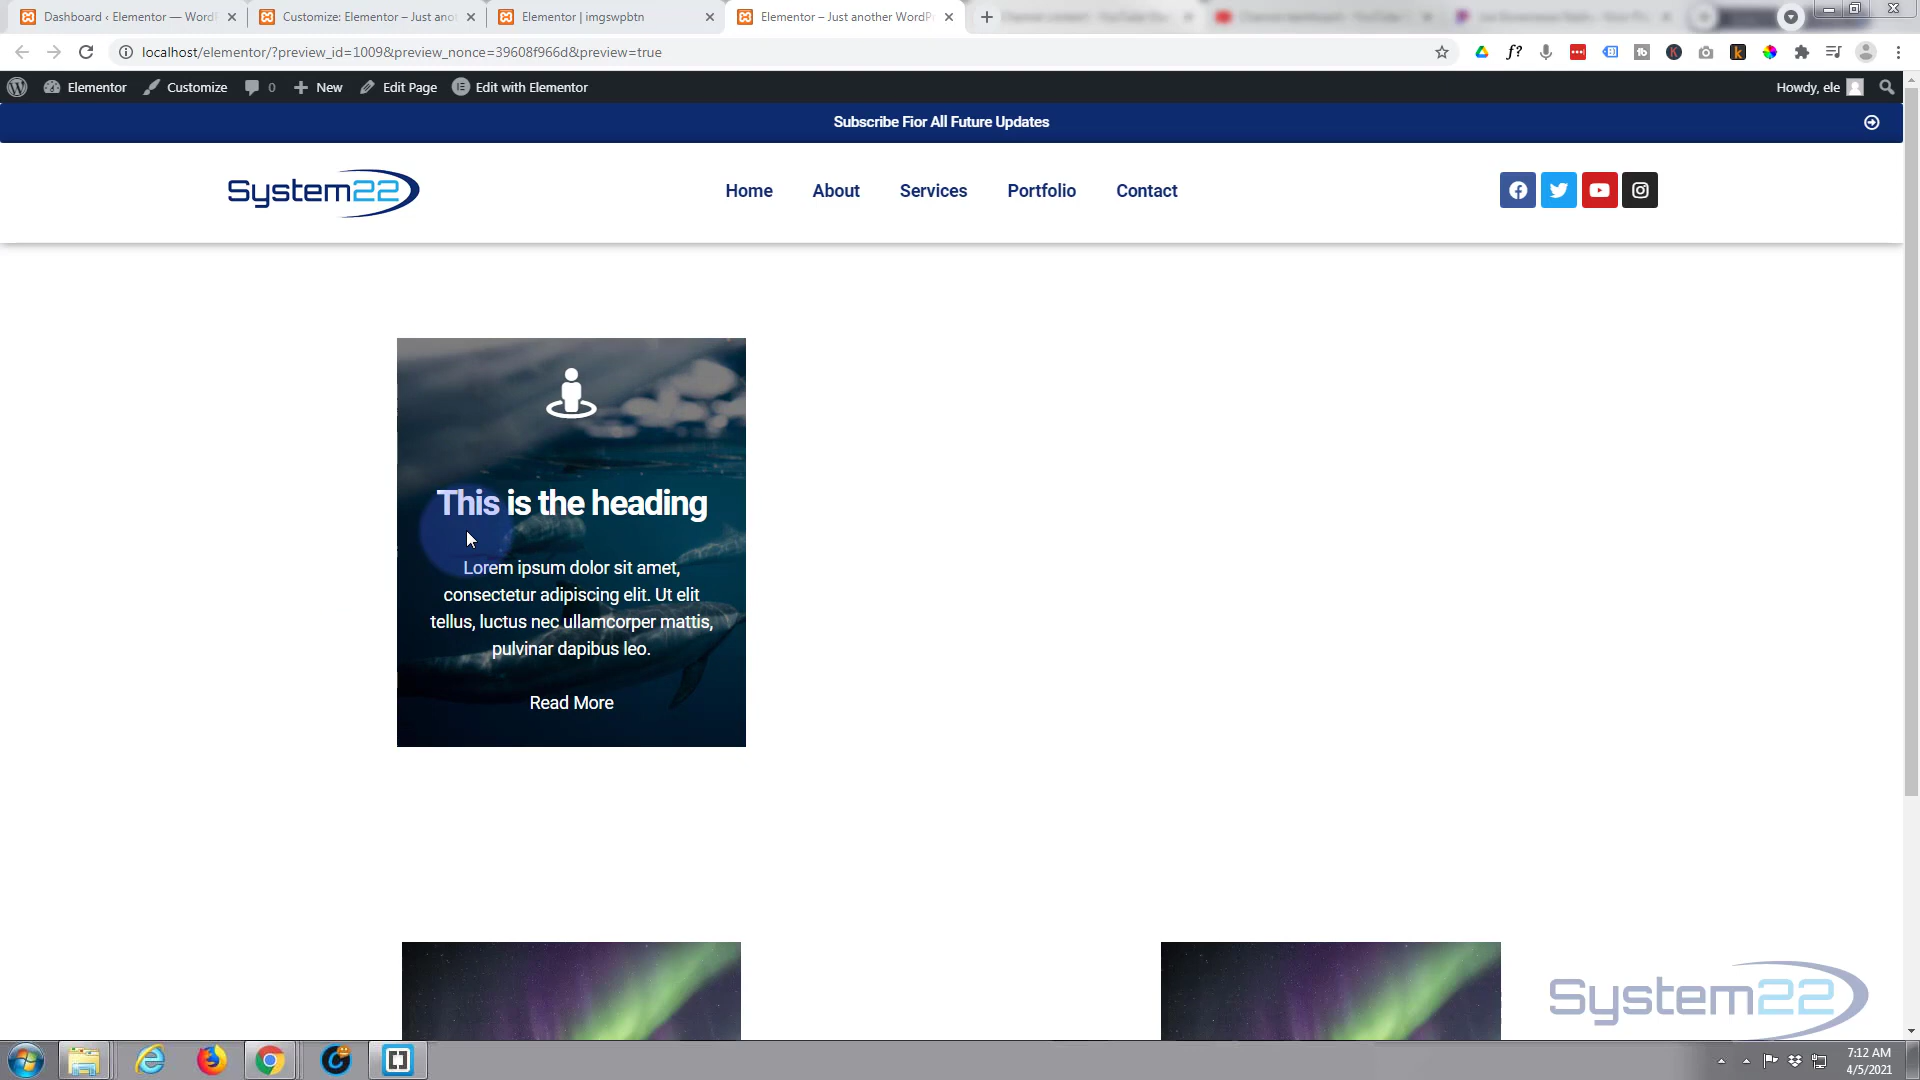 Dashboard ‹ Elementor — WordP
Customize: Elementor – Just anot
Elementor | imgswpbtn
Elementor – Just another WordPr
localhost/elementor/?preview_id=1009&preview_nonce=39608f966d&preview=true
Elementor
Customize
0
New
Edit Page
Edit with Elementor
Howdy, ele
Subscribe Fior All Future Updates
System22
Home
About
Services
Portfolio
Contact
This is the heading
Lorem ipsum dolor sit amet,
consectetur adipiscing elit. Ut elit
tellus, luctus nec ullamcorper mattis,
pulvinar dapibus leo.
Read More
System22
7:12 AM
4/5/2021